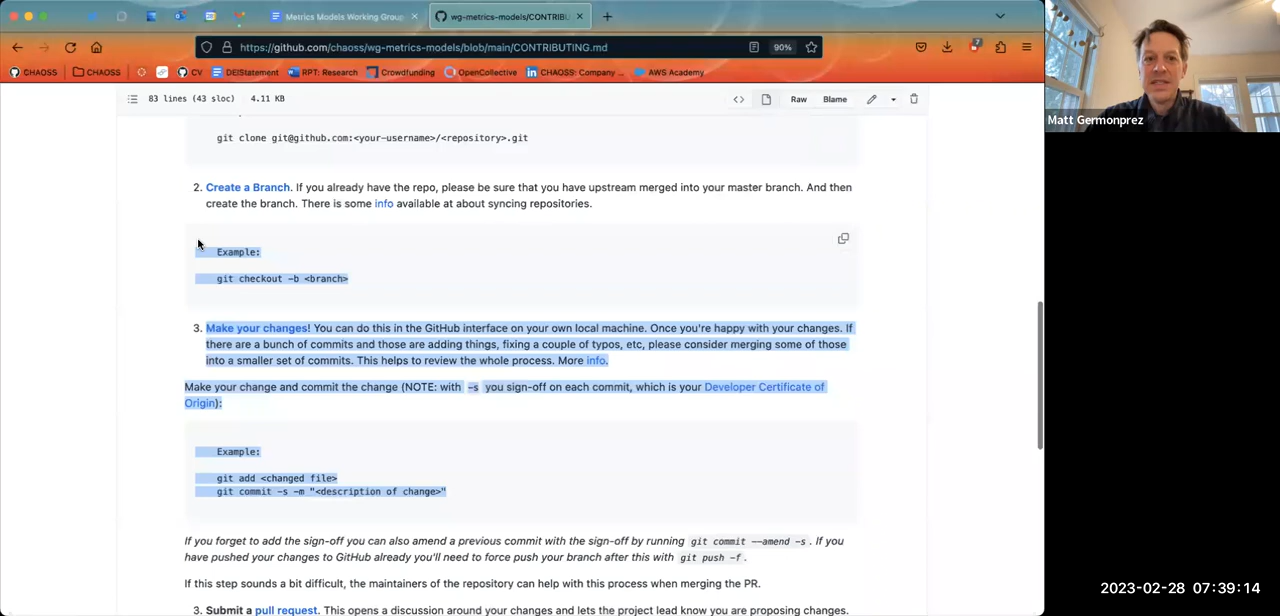 Metrics Models Working Group
wg-metrics-models/CONTRIBU
https://github.com/chaoss/wg-metrics-models/blob/main/CONTRIBUTING.md
90%
CHAOSS
CHAOSS
CV
DEIStatement
RPT: Research
Crowdfunding
OpenCollective
CHAOSS: Company ...
AWS Academy
83 lines (43 sloc)
4.11 KB
Raw
Blame
git clone git@github.com:<your-username>/<repository>.git
2. Create a Branch. If you already have the repo, please be sure that you have upstream merged into your master branch. And then
create the branch. There is some info available at about syncing repositories.
Example:
git checkout -b <branch>
3. Make your changes! You can do this in the GitHub interface on your own local machine. Once you're happy with your changes. If
there are a bunch of commits and those are adding things, fixing a couple of typos, etc, please consider merging some of those
into a smaller set of commits. This helps to review the whole process. More info.
Make your change and commit the change (NOTE: with -s you sign-off on each commit, which is your Developer Certificate of
Origin):
Example:
git add <changed file>
git commit -s -m "<description of change>"
If you forget to add the sign-off you can also amend a previous commit with the sign-off by running git commit --amend -s. If you
have pushed your changes to GitHub already you'll need to force push your branch after this with git push -f.
If this step sounds a bit difficult, the maintainers of the repository can help with this process when merging the PR.
3. Submit a pull request. This opens a discussion around your changes and lets the project lead know you are proposing changes.
Matt Germonprez
2023-02-28 07:39:14